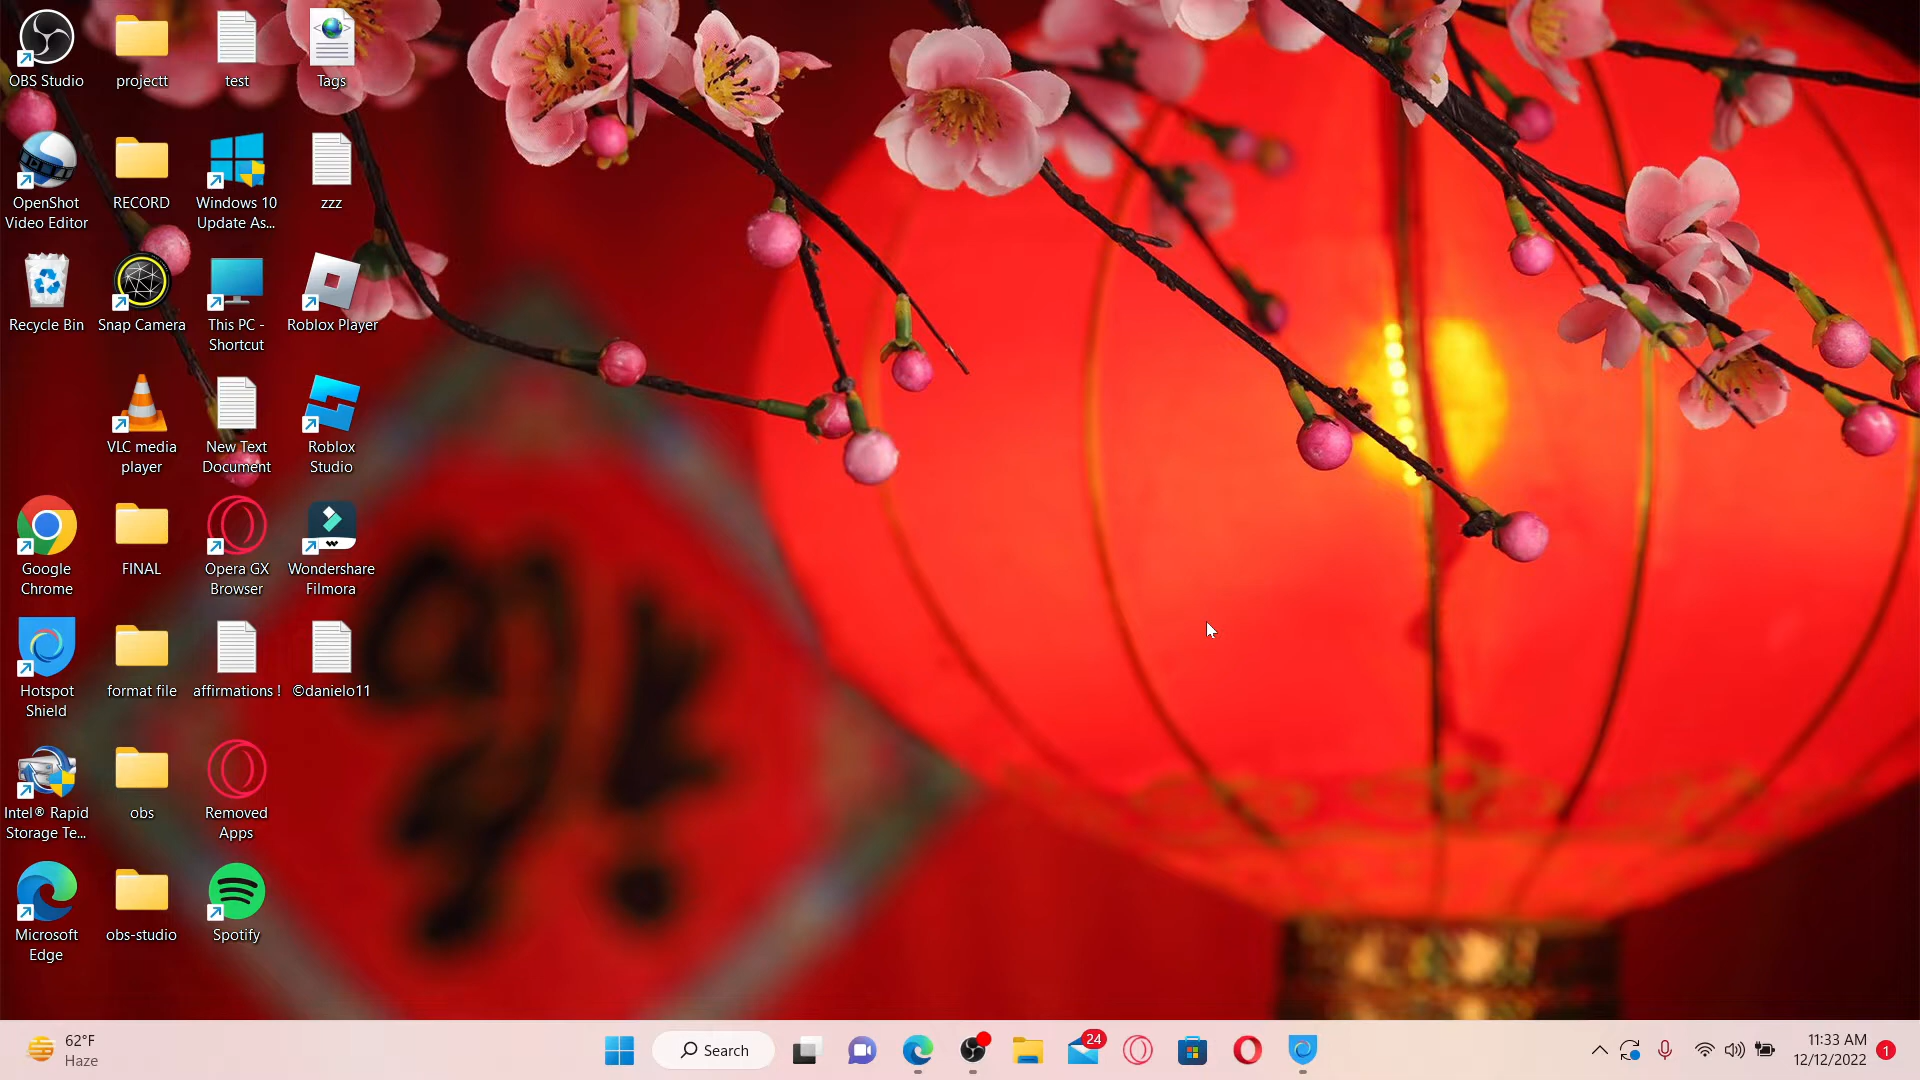 OBS Studio
projectt
test
Tags
OpenShot
Video Editor
RECORD
Windows 10
Update As...
zzz
Recycle Bin
Snap Camera
This PC -
Shortcut
Roblox Player
VLC media
player
New Text
Document
Roblox
Studio
Google
Chrome
FINAL
Opera GX
Browser
Wondershare
Filmora
Hotspot
Shield
format file
affirmations !
©danielo11
Intel® Rapid
Storage Te...
obs
Removed
Apps
Microsoft
Edge
obs-studio
Spotify
62°F
Haze
Search
24
11:33 AM
12/12/2022
1